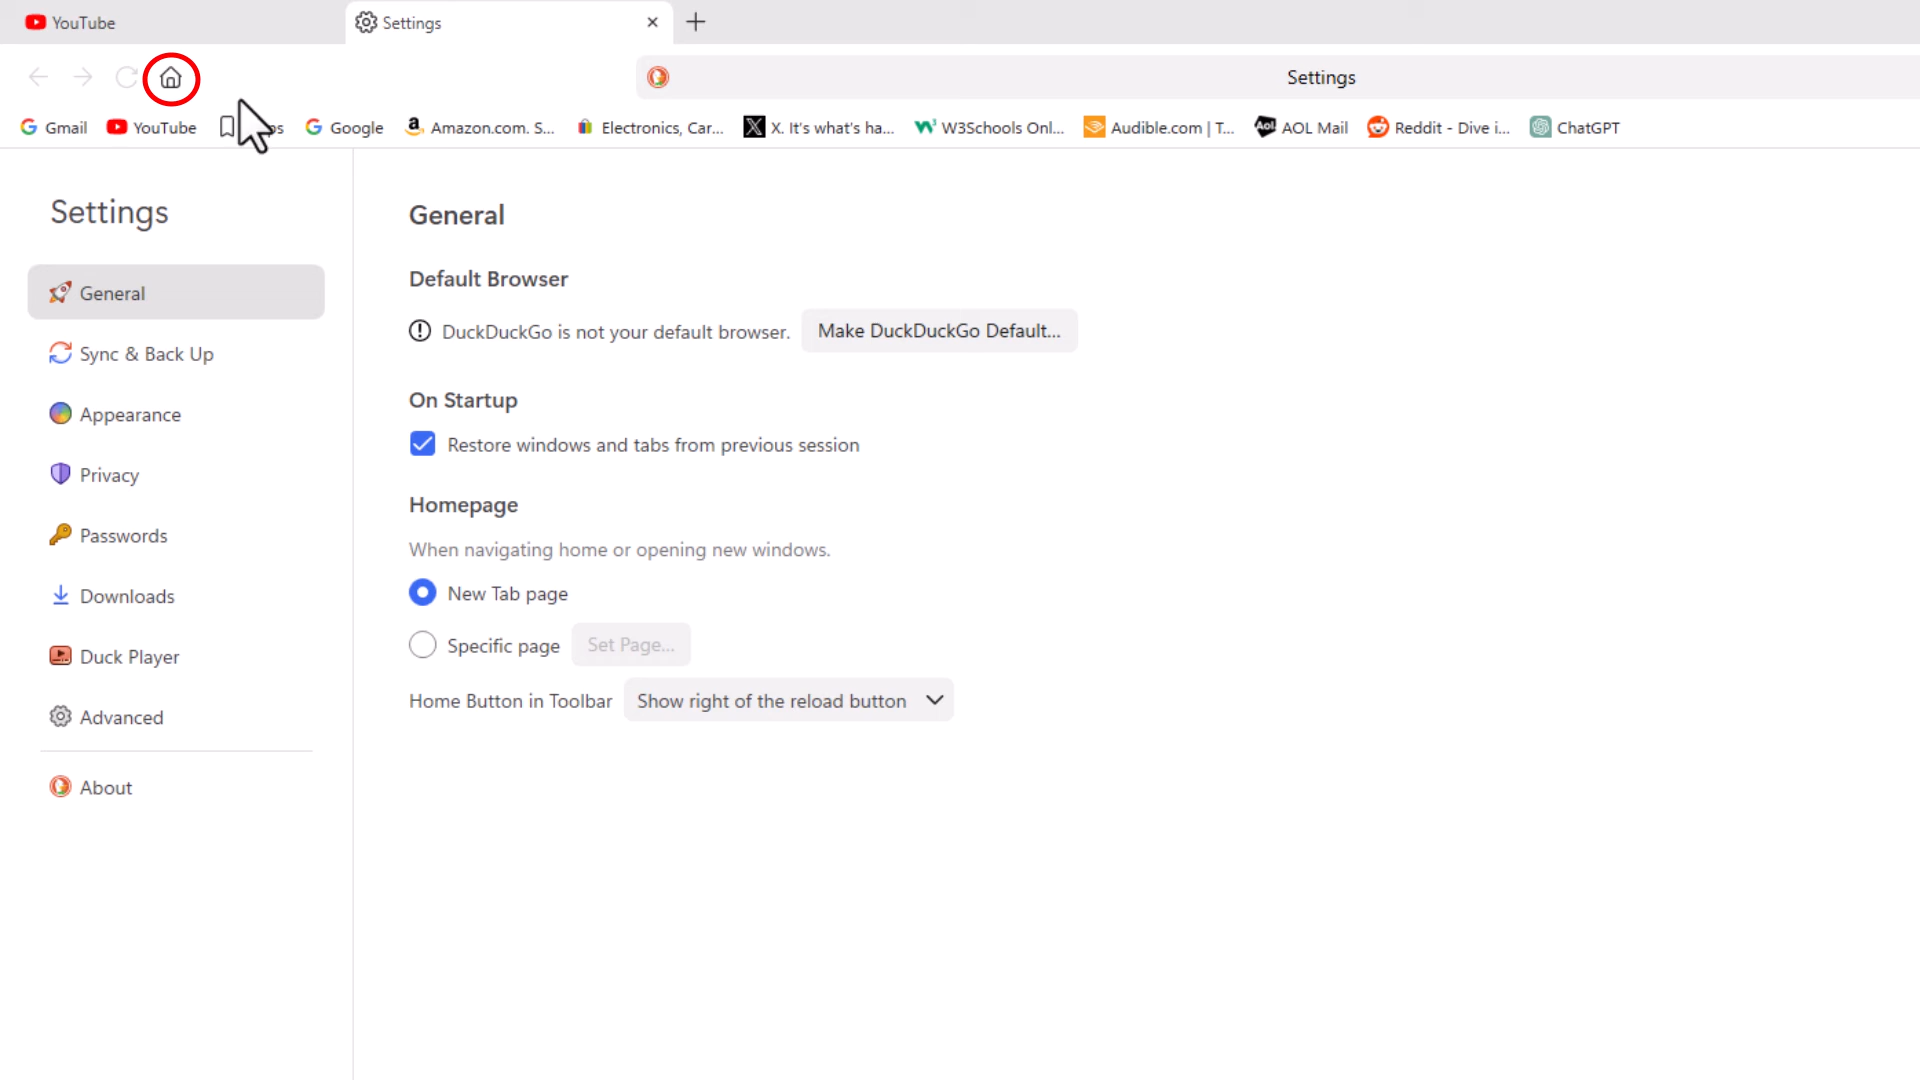 YouTube
Settings
Settings
Gmail
YouTube
Google
Amazon.com. S...
Electronics, Car...
X. It's what's ha...
W3Schools Onl...
Audible.com | T...
AOL Mail
Reddit - Dive i...
ChatGPT
Settings
General
Sync & Back Up
Appearance
Privacy
Passwords
Downloads
Duck Player
Advanced
About
General
Default Browser
DuckDuckGo is not your default browser.
Make DuckDuckGo Default...
On Startup
Restore windows and tabs from previous session
Homepage
When navigating home or opening new windows.
New Tab page
Specific page
Set Page...
Home Button in Toolbar
Show right of the reload button